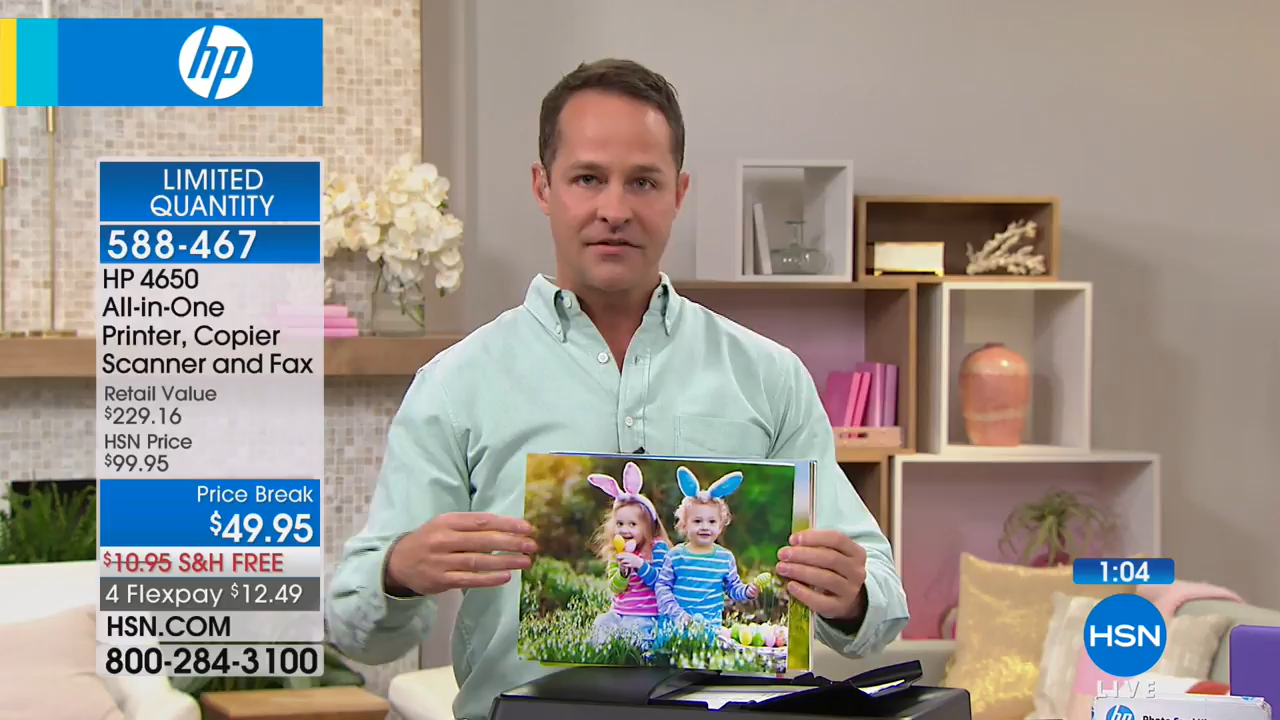 hp
LIMITED
QUANTITY
588-467
HP 4650
All-in-One
Printer, Copier
Scanner and Fax
Retail Value
$229.16
HSN Price
$99.95
Price Break
$49.95
$10.95 S&H FREE
4 Flexpay $12.49
HSN.COM
800-284-3100
1:04
HSN
LIVE
hp